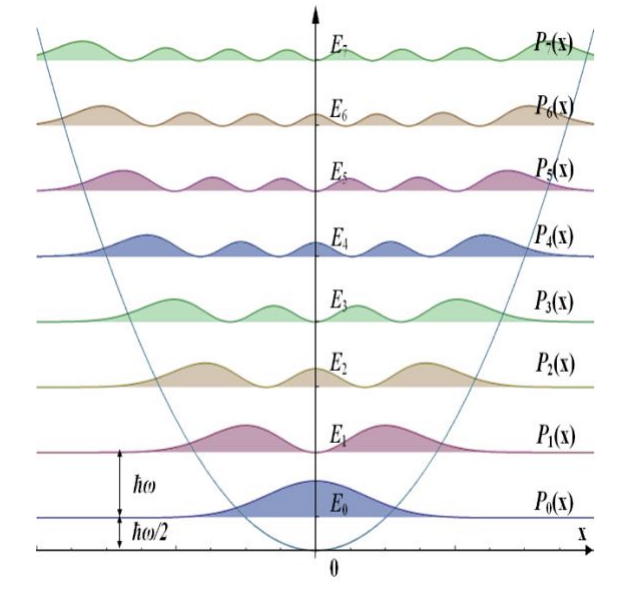 E₇ P₇(x)
E₆ P₆(x)
E₅ P₅(x)
E₄ P₄(x)
E₃ P₃(x)
E₂ P₂(x)
E₁ P₁(x)
ħω
E₀ P₀(x)
ħω/2
x
0